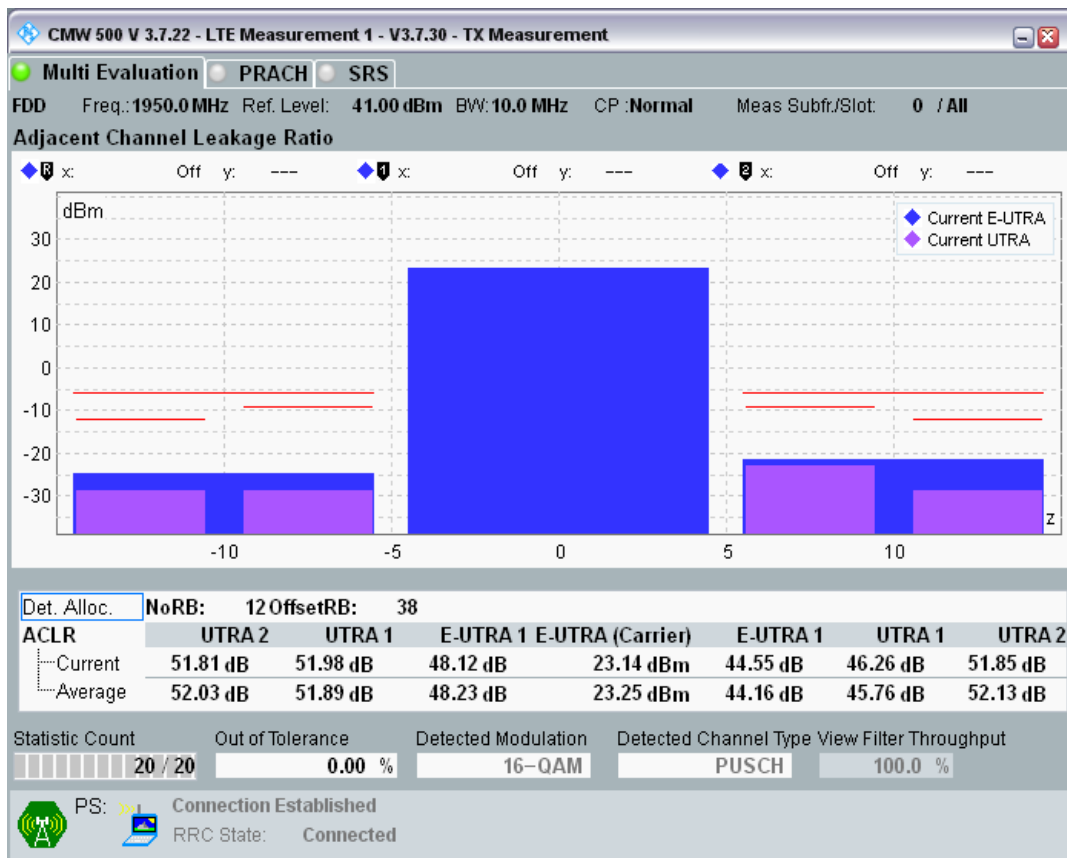 CMW 500 V 3.7.22 - LTE Measurement 1 - V3.7.30 - TX Measurement
Multi Evaluation PRACH SRS
FDD Freq.: 1950.0 MHz Ref. Level: 41.00 dBm BW: 10.0 MHz CP :Normal Meas Subfr./Slot: 0 / All
Adjacent Channel Leakage Ratio
R x: Off y: --- 1 x: Off y: --- 2 x: Off y: ---
dBm
Current E-UTRA
Current UTRA
30
20
10
0
-10
-20
-30
z
-10 -5 0 5 10
Det. Alloc. NoRB: 12 OffsetRB: 38
ACLR UTRA 2 UTRA 1 E-UTRA 1 E-UTRA (Carrier) E-UTRA 1 UTRA 1 UTRA 2
Current 51.81 dB 51.98 dB 48.12 dB 23.14 dBm 44.55 dB 46.26 dB 51.85 dB
Average 52.03 dB 51.89 dB 48.23 dB 23.25 dBm 44.16 dB 45.76 dB 52.13 dB
Statistic Count Out of Tolerance Detected Modulation Detected Channel Type View Filter Throughput
20 / 20 0.00 % 16-QAM PUSCH 100.0 %
PS: Connection Established
RRC State: Connected